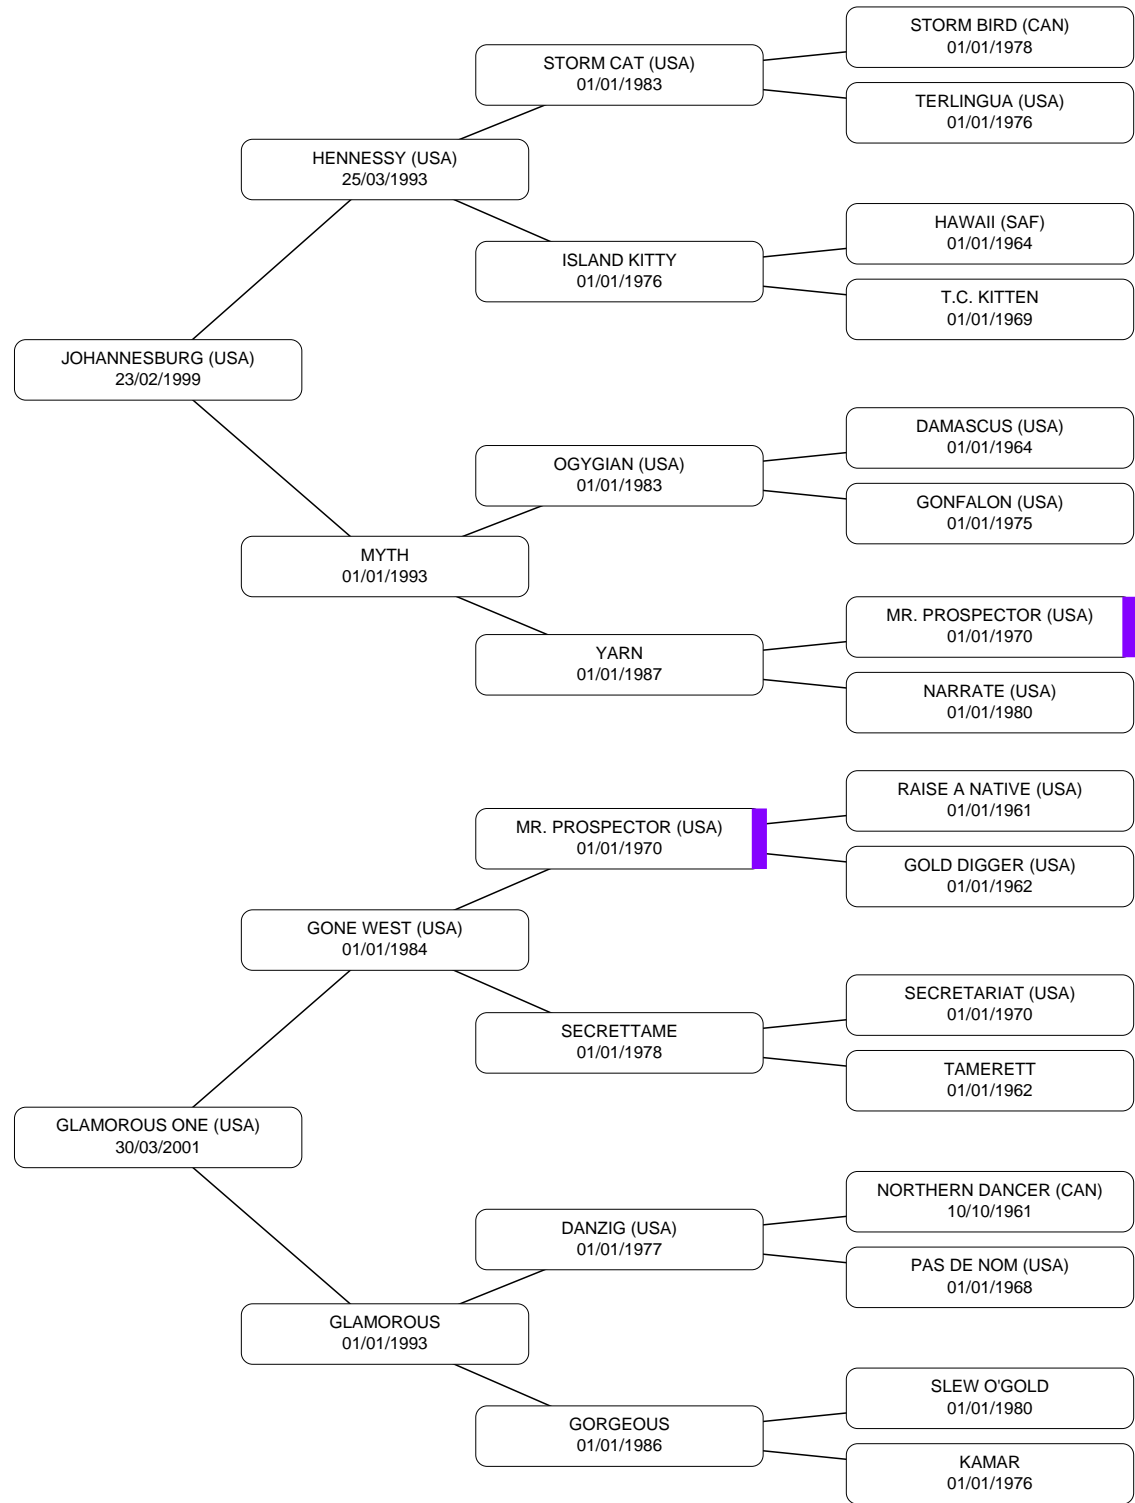 STORM BIRD (CAN)
01/01/1978
STORM CAT (USA)
01/01/1983
TERLINGUA (USA)
01/01/1976
HENNESSY (USA)
25/03/1993
HAWAII (SAF)
01/01/1964
ISLAND KITTY
01/01/1976
T.C. KITTEN
01/01/1969
JOHANNESBURG (USA)
23/02/1999
DAMASCUS (USA)
01/01/1964
OGYGIAN (USA)
01/01/1983
GONFALON (USA)
01/01/1975
MYTH
01/01/1993
MR. PROSPECTOR (USA)
01/01/1970
YARN
01/01/1987
NARRATE (USA)
01/01/1980
RAISE A NATIVE (USA)
01/01/1961
MR. PROSPECTOR (USA)
01/01/1970
GOLD DIGGER (USA)
01/01/1962
GONE WEST (USA)
01/01/1984
SECRETARIAT (USA)
01/01/1970
SECRETTAME
01/01/1978
TAMERETT
01/01/1962
GLAMOROUS ONE (USA)
30/03/2001
NORTHERN DANCER (CAN)
10/10/1961
DANZIG (USA)
01/01/1977
PAS DE NOM (USA)
01/01/1968
GLAMOROUS
01/01/1993
SLEW O'GOLD
01/01/1980
GORGEOUS
01/01/1986
KAMAR
01/01/1976